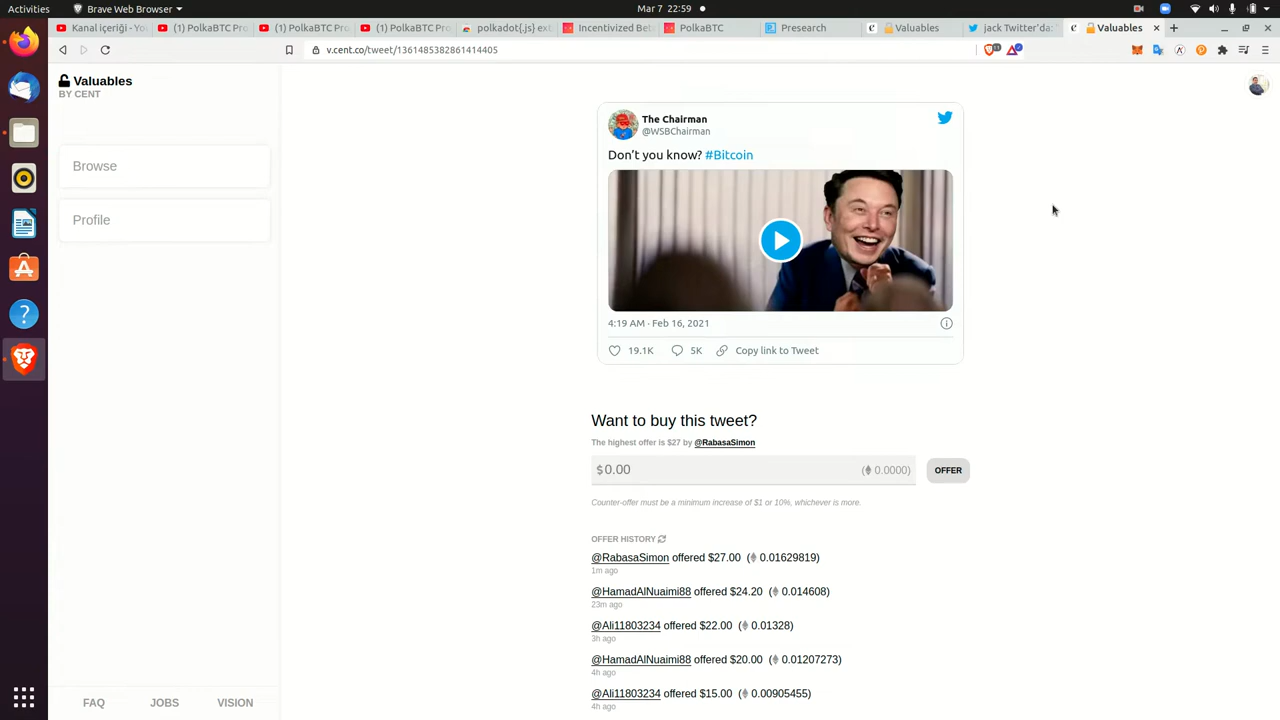 Activities
Brave Web Browser
Mar 7 22:59
Kanal içeriği - Yo
(1) PolkaBTC Pro
(1) PolkaBTC Pro
(1) PolkaBTC Pro
polkadot{.js} ext
Incentivized Bet
PolkaBTC
Presearch
Valuables
jack Twitter'da:
Valuables
v.cent.co/tweet/1361485382861414405
Valuables
BY CENT
Browse
Profile
The Chairman
@WSBChairman
Don't you know? #Bitcoin
4:19 AM · Feb 16, 2021
19.1K
5K
Copy link to Tweet
Want to buy this tweet?
The highest offer is $27 by @RabasaSimon
$0.00
(0.0000)
OFFER
Counter-offer must be a minimum increase of $1 or 10%, whichever is more.
OFFER HISTORY
@RabasaSimon offered $27.00 (0.01629819)
1m ago
@HamadAlNuaimi88 offered $24.20 (0.014608)
23m ago
@Ali11803234 offered $22.00 (0.01328)
3h ago
@HamadAlNuaimi88 offered $20.00 (0.01207273)
4h ago
@Ali11803234 offered $15.00 (0.00905455)
4h ago
FAQ
JOBS
VISION